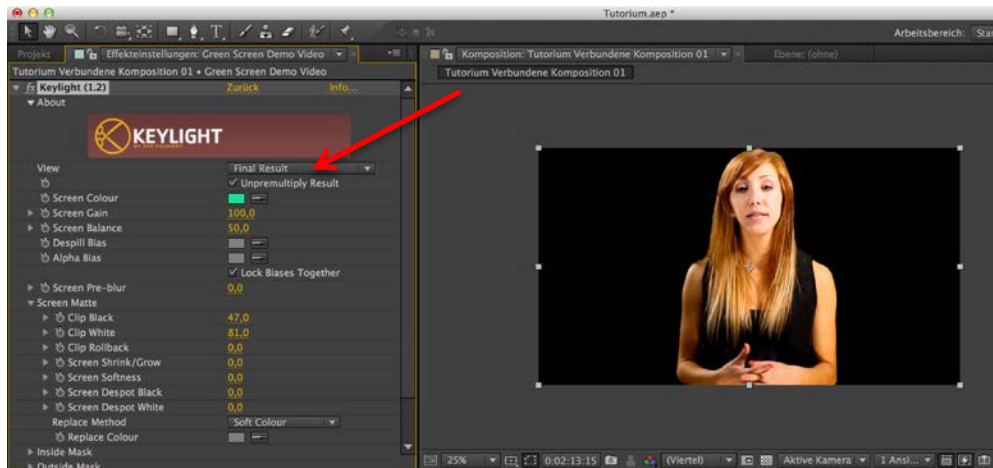 Tutorium.aep *
Arbeitsbereich: Sta
Projekt Effekteinstellungen: Green Screen Demo Video
Komposition: Tutorium Verbundene Komposition 01 Ebene: (ohne)
Tutorium Verbundene Komposition 01 • Green Screen Demo Video
Tutorium Verbundene Komposition 01
fx Keylight (1.2) Zurück Info...
About
KEYLIGHT
View Final Result
Unpremultiply Result
Screen Colour
Screen Gain 100,0
Screen Balance 50,0
Despill Bias
Alpha Bias
Lock Biases Together
Screen Pre-blur 0,0
Screen Matte
Clip Black 47,0
Clip White 81,0
Clip Rollback 0,0
Screen Shrink/Grow 0,0
Screen Softness 0,0
Screen Despot Black 0,0
Screen Despot White 0,0
Replace Method Soft Colour
Replace Colour
Inside Mask
Outside Mask
25% 0:02:13:15 (Viertel) Aktive Kamera 1 Ansi...